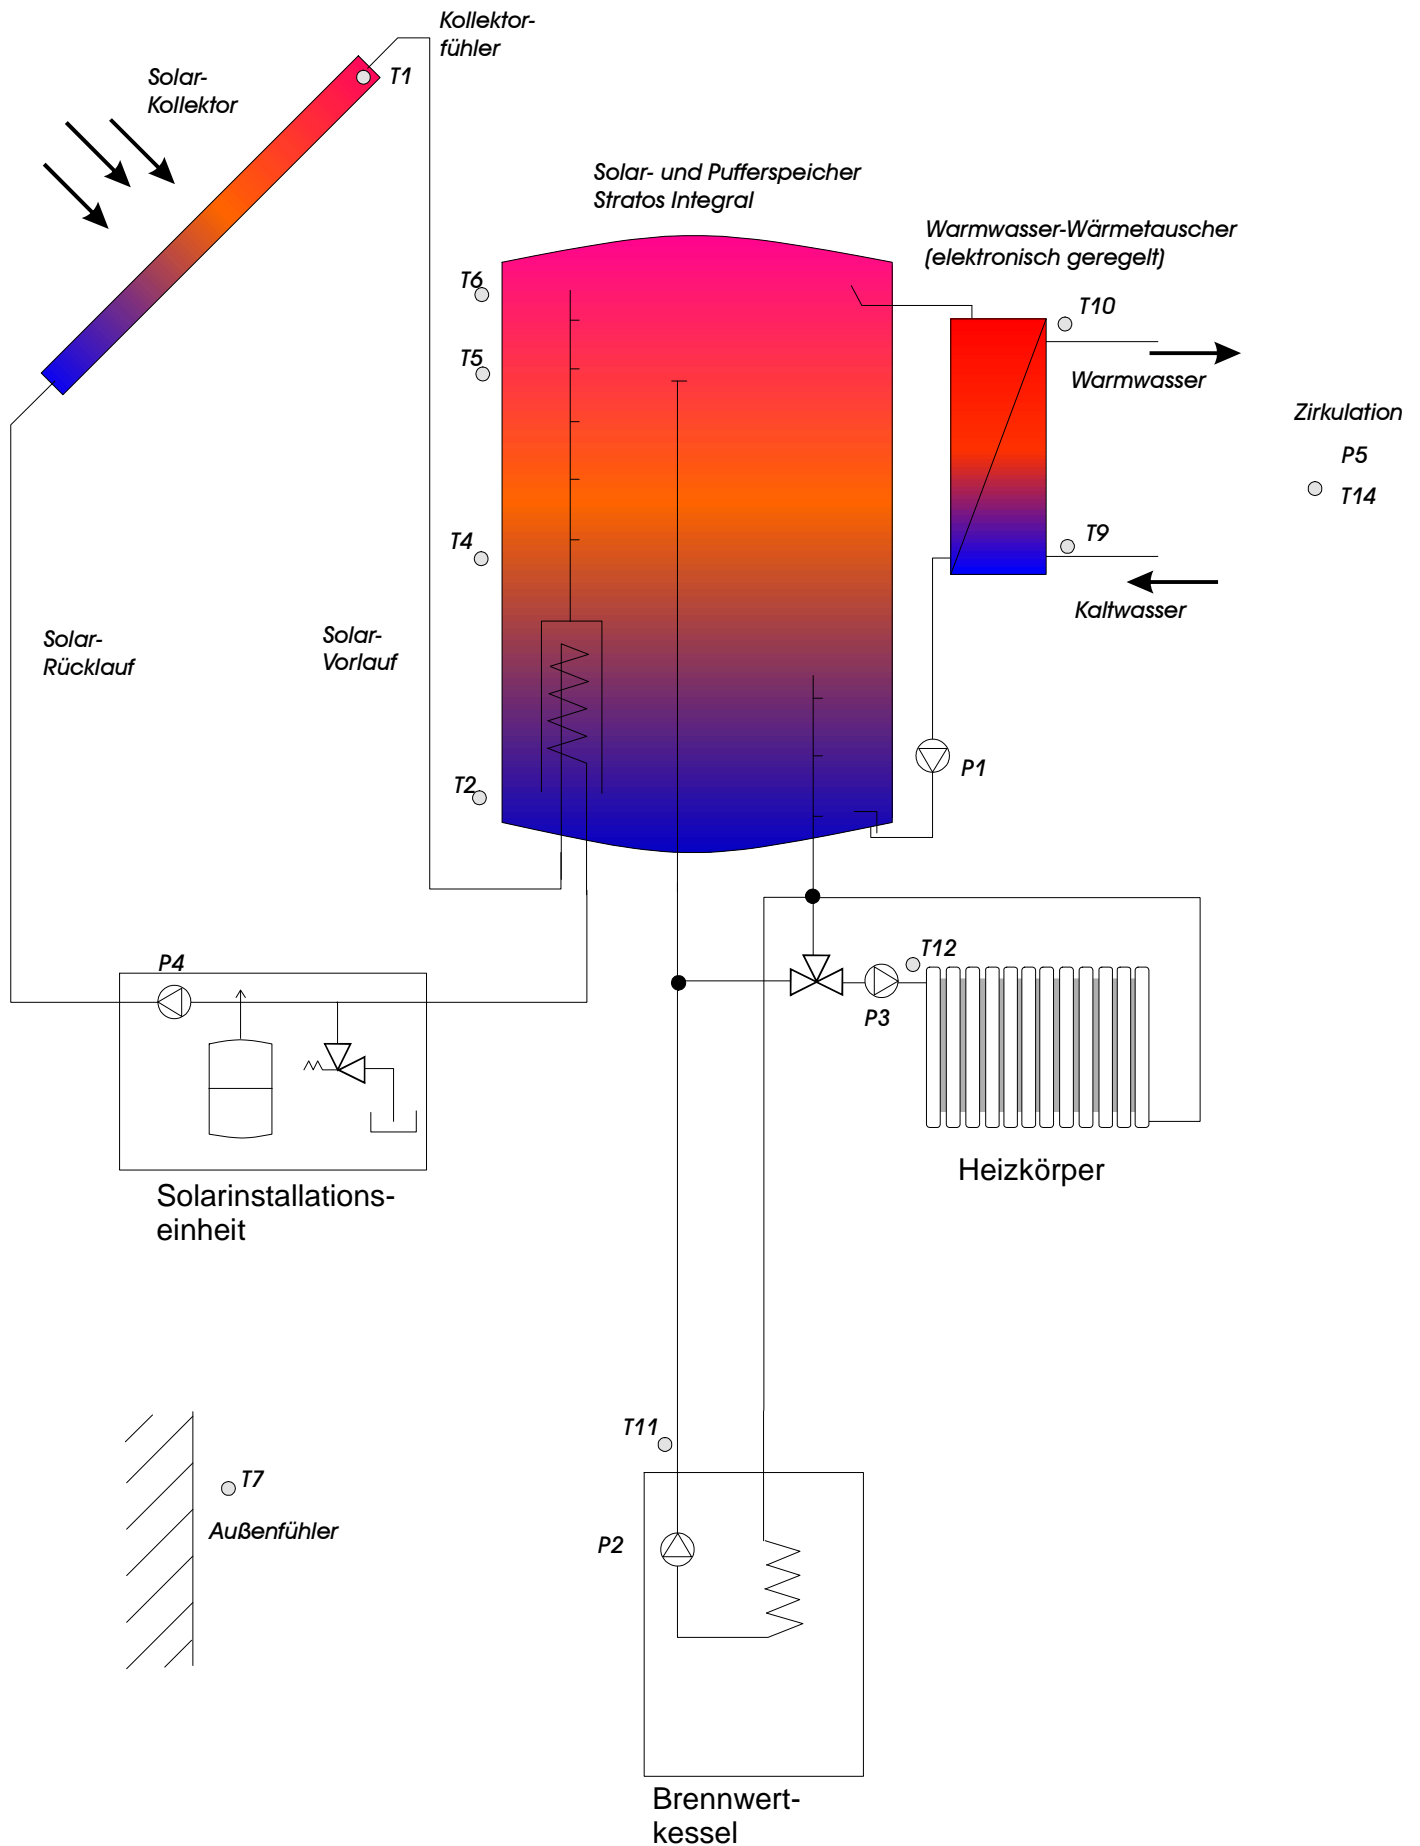 Kollektor-
fühler
Solar-
Kollektor
T1
Solar- und Pufferspeicher
Stratos Integral
Warmwasser-Wärmetauscher
(elektronisch geregelt)
T6
T10
T5
Warmwasser
Zirkulation
P5
T14
T4
T9
Kaltwasser
Solar-
Rücklauf
Solar-
Vorlauf
P1
T2
P4
T12
P3
Heizkörper
Solarinstallations-
einheit
T11
T7
Außenfühler
P2
Brennwert-
kessel